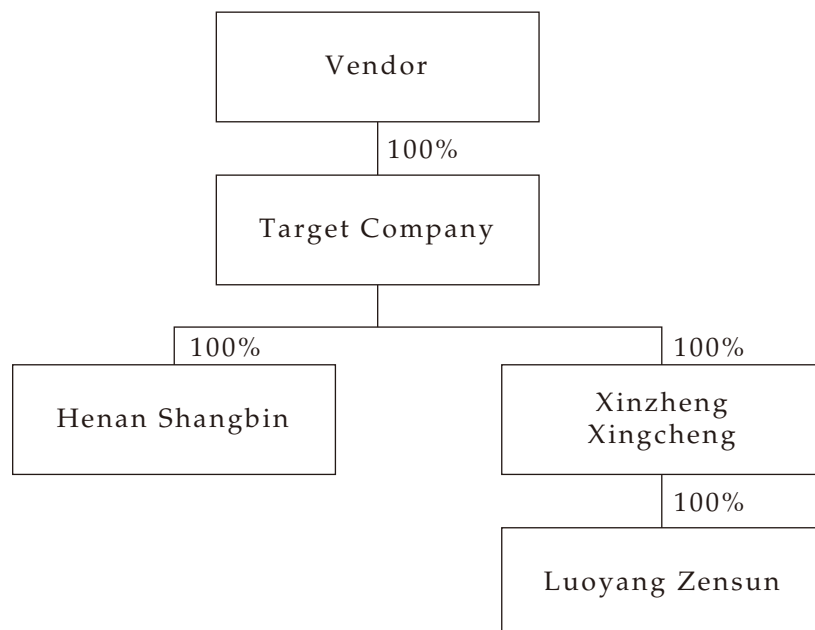 Vendor
100%
Target Company
100%
100%
Henan Shangbin
Xinzheng
Xingcheng
100%
Luoyang Zensun